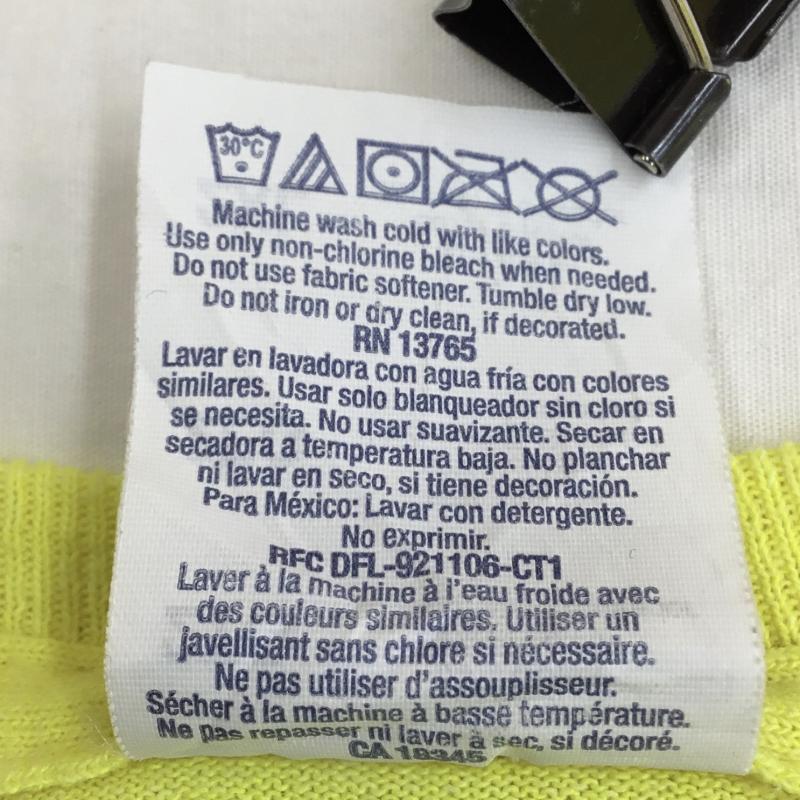 30°C
Machine wash cold with like colors.
Use only non-chlorine bleach when needed.
Do not use fabric softener. Tumble dry low.
Do not iron or dry clean, if decorated.
RN 13765
Lavar en lavadora con agua fría con colores
similares. Usar solo blanqueador sin cloro si
se necesita. No usar suavizante. Secar en
secadora a temperatura baja. No planchar
ni lavar en seco, si tiene decoración.
Para México: Lavar con detergente.
No exprimir.
RFC DFL-921106-CT1
Laver à la machine à l'eau froide avec
des couleurs similaires. Utiliser un
javellisant sans chlore si nécessaire.
Ne pas utiliser d'assouplisseur.
Sécher à la machine à basse température.
Ne pas repasser ni laver à sec, si décoré.
CA 18345